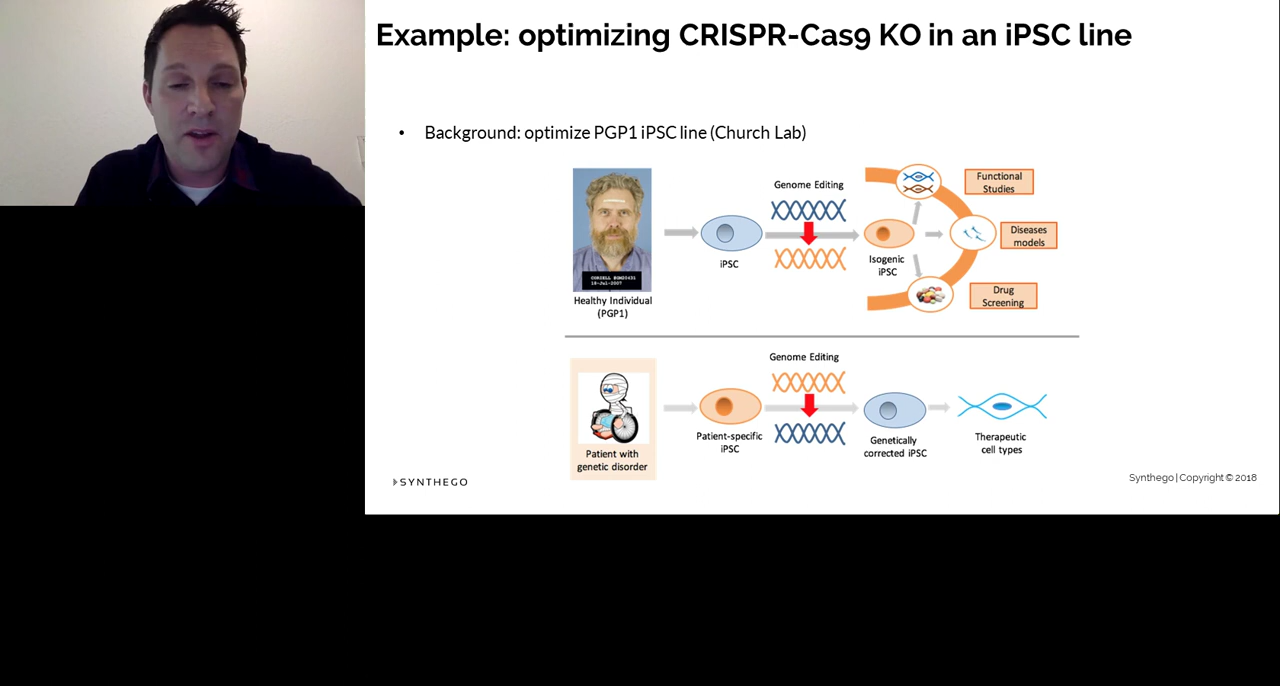 Example: optimizing CRISPR-Cas9 KO in an iPSC line
• Background: optimize PGP1 iPSC line (Church Lab)
Healthy Individual
(PGP1)
iPSC
Genome Editing
Isogenic
iPSC
Functional
Studies
Diseases
models
Drug
Screening
Patient with
genetic disorder
Patient-specific
iPSC
Genome Editing
Genetically
corrected iPSC
Therapeutic
cell types
SYNTHEGO
Synthego | Copyright © 2018